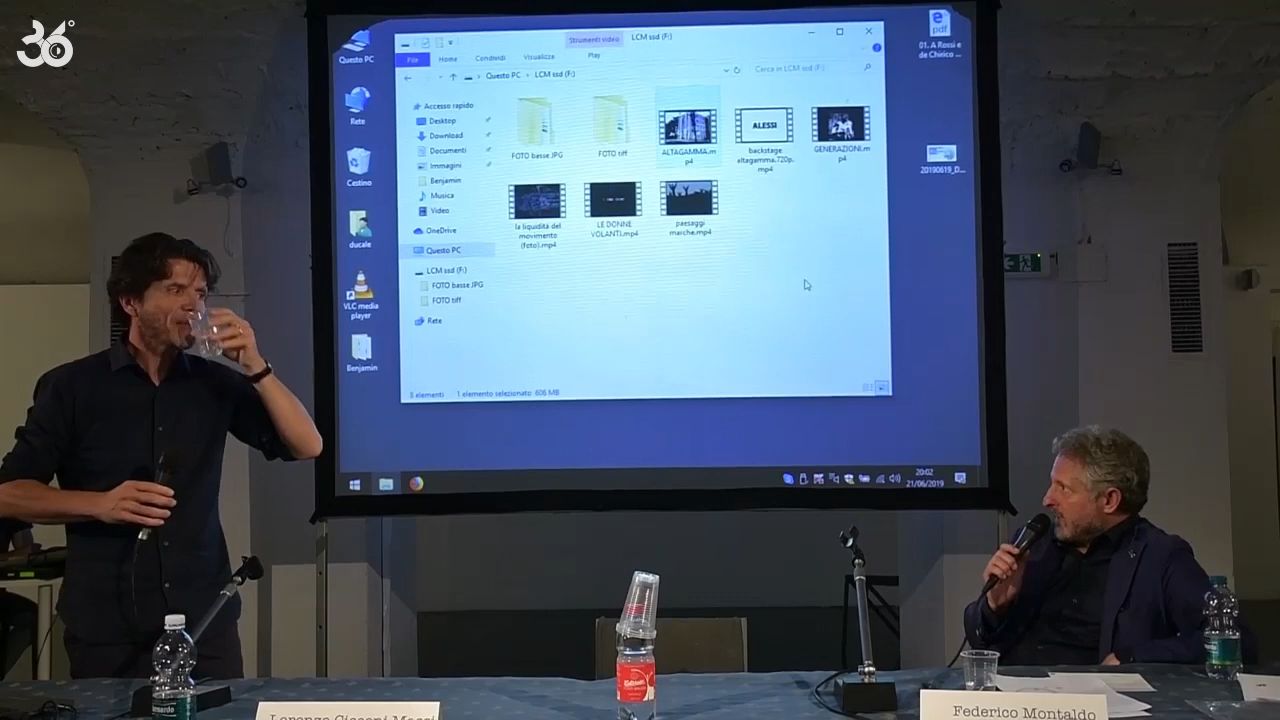 36°
Questo PC
Rete
Cestino
ducale
VLC media
player
Benjamin
Strumenti video
LCM ssd (F:)
File
Home
Condividi
Visualizza
Play
Questo PC › LCM ssd (F:)
Cerca in LCM ssd (F:)
Accesso rapido
Desktop
Download
Documenti
Immagini
Benjamin
Musica
Video
OneDrive
Questo PC
LCM ssd (F:)
FOTO basse JPG
FOTO tiff
Rete
FOTO basse JPG
FOTO tiff
ALTAGAMMA.m
p4
ALESSI
backstage
altagamma.720p.
mp4
GENERAZIONI.m
p4
la liquidità del
movimento
(foto).mp4
LE DONNE
VOLANTI.mp4
paesaggi
marche.mp4
elementi
1 elemento selezionato 606 MB
pdf
01. A Rossi e
de Chirico ...
20190619_D...
20:02
21/06/2019
Federico Montaldo